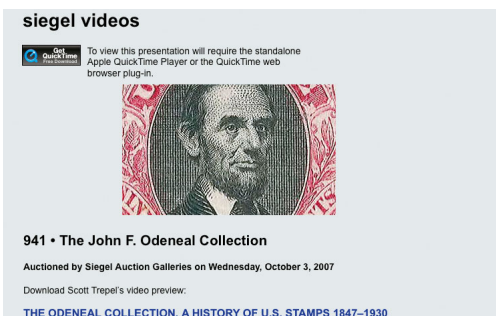 siegel videos
Get
QuickTime
Free Download
To view this presentation will require the standalone
Apple QuickTime Player or the QuickTime web
browser plug-in.
941 • The John F. Odeneal Collection
Auctioned by Siegel Auction Galleries on Wednesday, October 3, 2007
Download Scott Trepel's video preview:
THE ODENEAL COLLECTION, A HISTORY OF U.S. STAMPS 1847–1930